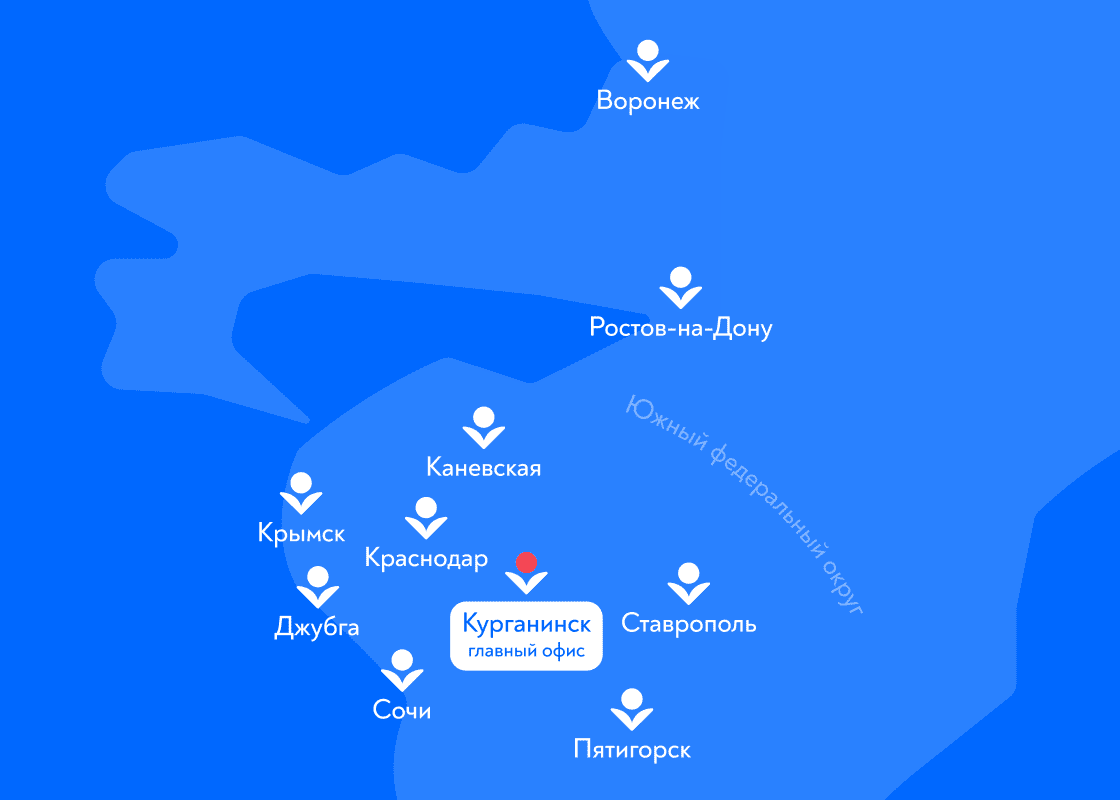 Воронеж
Ростов-на-Дону
Южный федеральный округ
Каневская
Крымск
Краснодар
Джубга
Курганинск
главный офис
Ставрополь
Сочи
Пятигорск